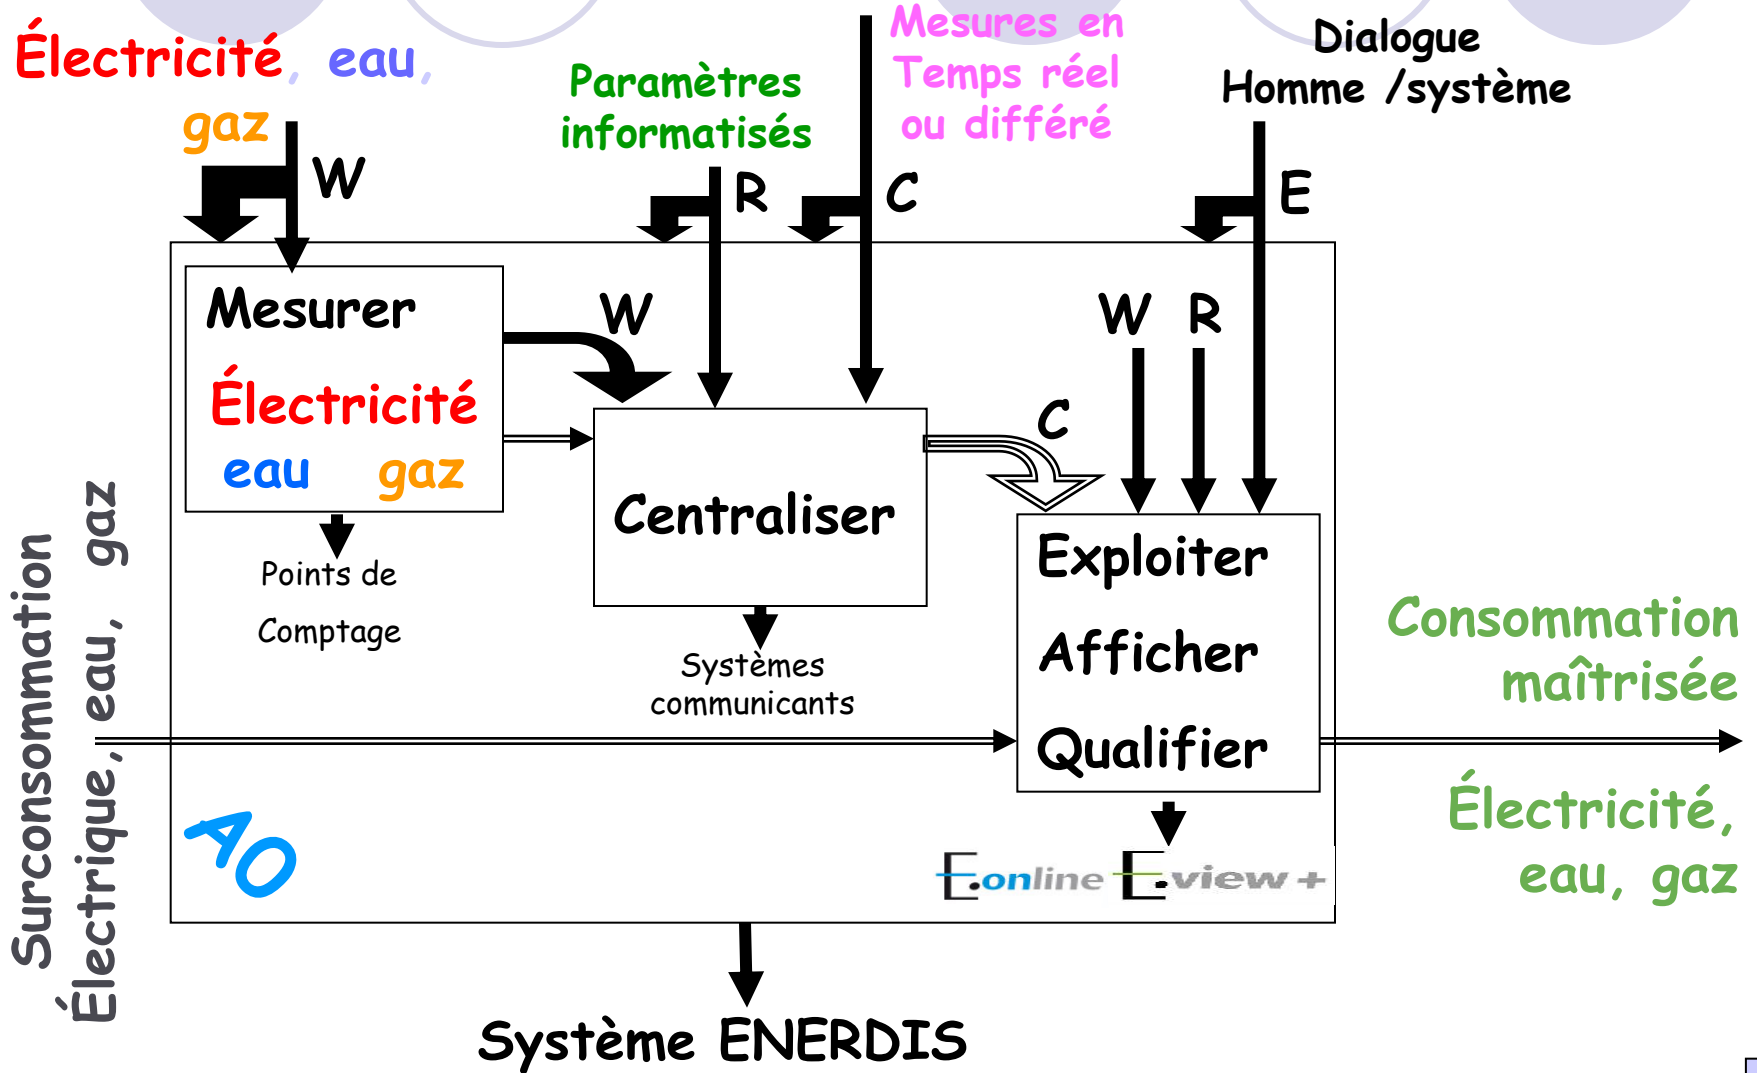 Électricité, eau,
gaz
W
Paramètres
informatisés
R
Mesures en
Temps réel
ou différé
C
Dialogue
Homme /système
E
Mesurer
Électricité
eau gaz
W
Points de
Comptage
Centraliser
Systèmes
communicants
C
W R
Exploiter
Afficher
Qualifier
E.online E.view+
Surconsommation
Électrique, eau, gaz
Consommation
maîtrisée
Électricité,
eau, gaz
AO
Système ENERDIS